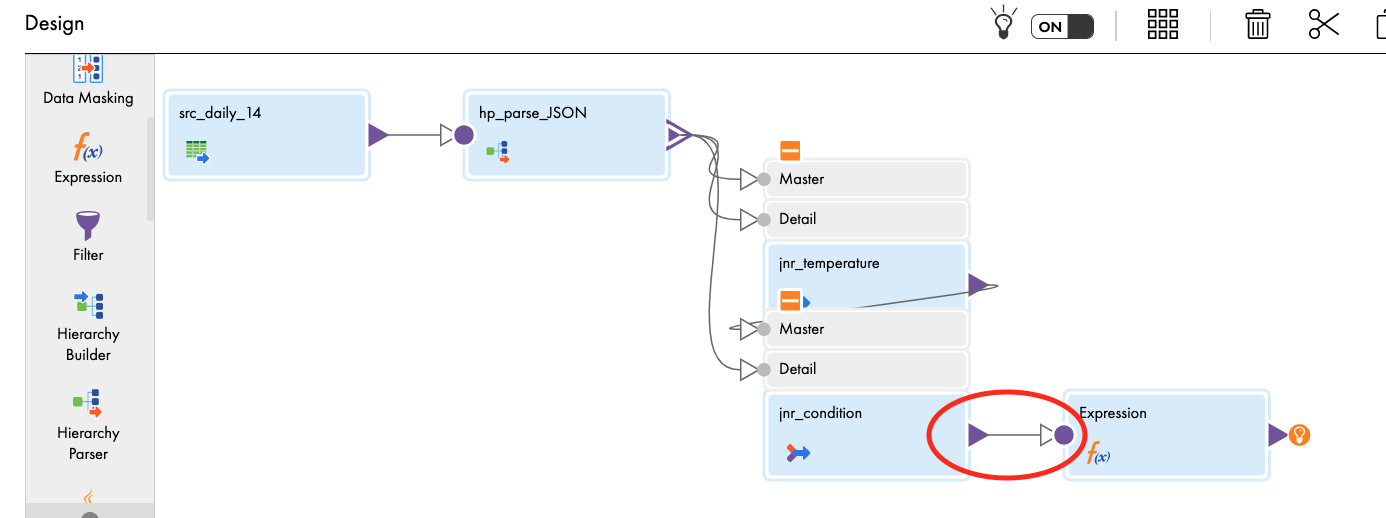 Design
ON
Data Masking
f(x)
Expression
Filter
Hierarchy
Builder
Hierarchy
Parser
src_daily_14
hp_parse_JSON
Master
Detail
jnr_temperature
Master
Detail
jnr_condition
Expression
f(x)